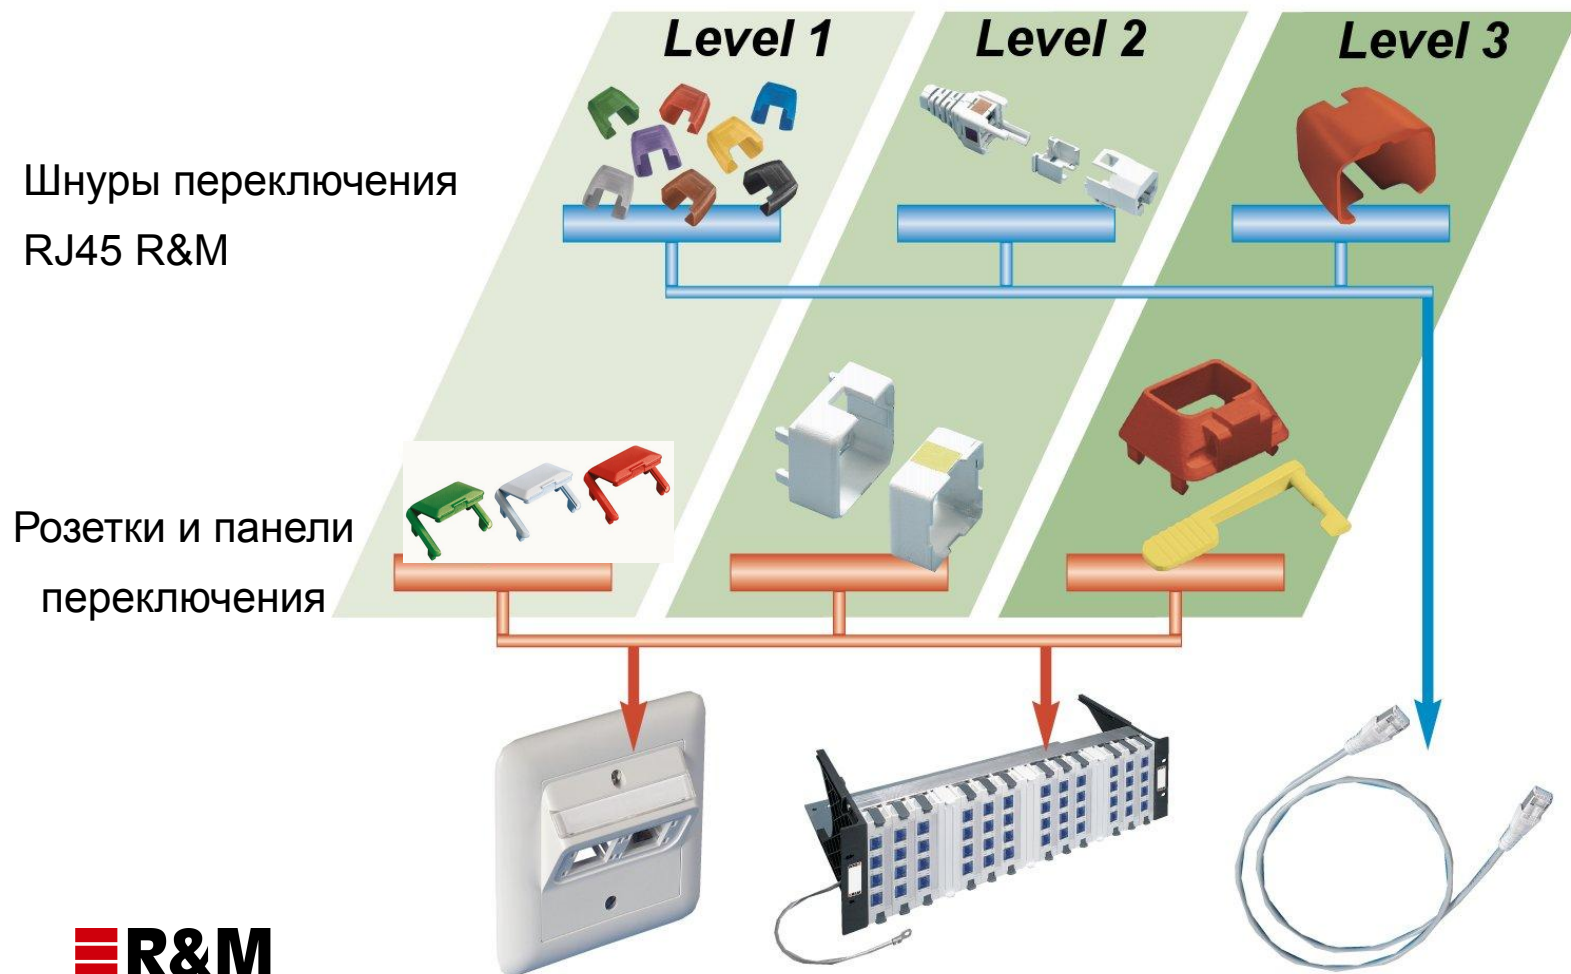 Level 1
Level 2
Level 3
Шнуры переключения
RJ45 R&M
Розетки и панели
переключения
R&M